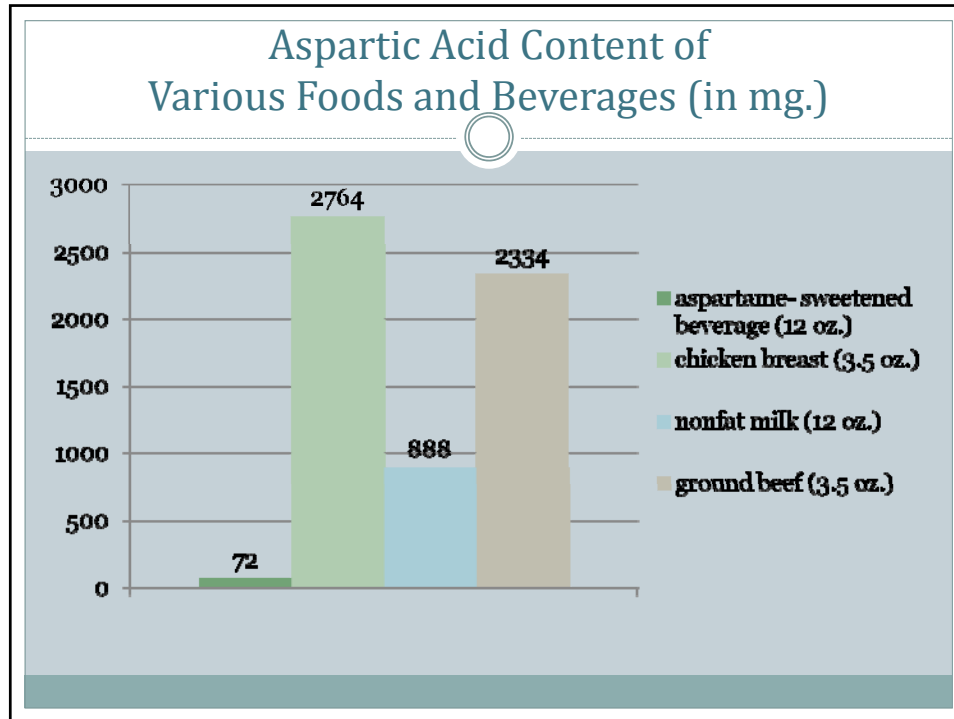 Aspartic Acid Content of
Various Foods and Beverages (in mg.)
3000
2500
2000
1500
1000
500
0
72
2764
888
2334
aspartame- sweetened
beverage (12 oz.)
chicken breast (3.5 oz.)
nonfat milk (12 oz.)
ground beef (3.5 oz.)